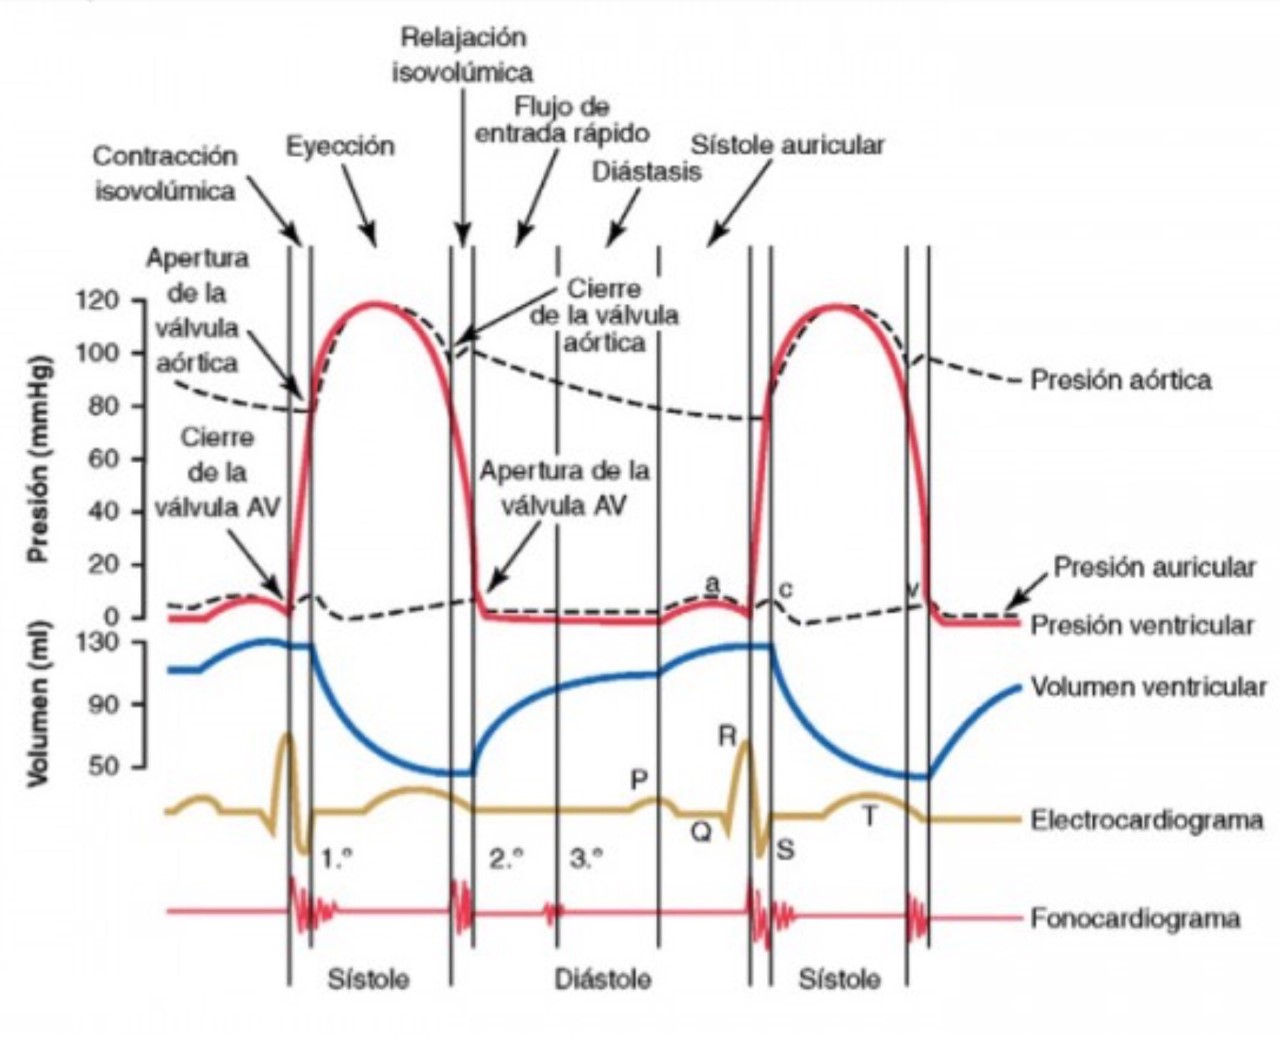 Relajación
isovolúmica
Flujo de
entrada rápido
Contracción
isovolúmica
Eyección
Diástasis
Sístole auricular
Apertura
de la
válvula
aórtica
Cierre
de la válvula
aórtica
Cierre
de la
válvula AV
Apertura de la
válvula AV
Presión (mmHg)
120
100
80
60
40
20
0
Volumen (ml)
130
90
50
a
c
v
Presión aórtica
Presión auricular
Presión ventricular
Volumen ventricular
R
P
Q
S
T
Electrocardiograma
1.º
2.º
3.º
Fonocardiograma
Sístole
Diástole
Sístole